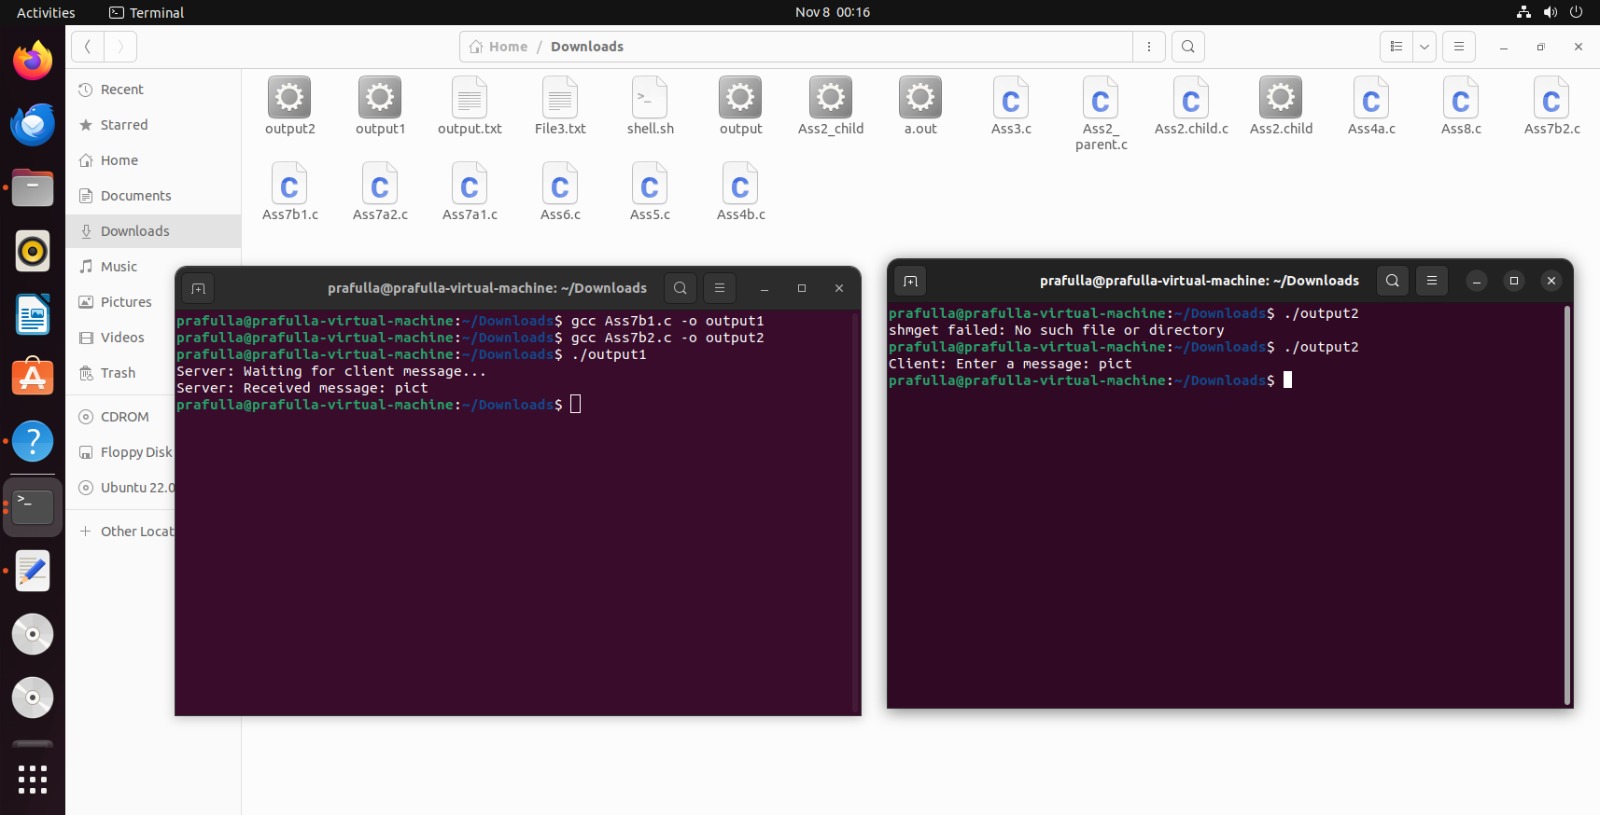 Activities
Terminal
Nov 8 00:16
Home / Downloads
Recent
Starred
Home
Documents
Downloads
Music
Pictures
Videos
Trash
CDROM
Floppy Disk
Ubuntu 22.0
+ Other Locat
output2
output1
output.txt
File3.txt
shell.sh
output
Ass2_child
a.out
Ass3.c
Ass2_
parent.c
Ass2.child.c
Ass2.child
Ass4a.c
Ass8.c
Ass7b2.c
Ass7b1.c
Ass7a2.c
Ass7a1.c
Ass6.c
Ass5.c
Ass4b.c
prafulla@prafulla-virtual-machine: ~/Downloads
prafulla@prafulla-virtual-machine:~/Downloads$ gcc Ass7b1.c -o output1
prafulla@prafulla-virtual-machine:~/Downloads$ gcc Ass7b2.c -o output2
prafulla@prafulla-virtual-machine:~/Downloads$ ./output1
Server: Waiting for client message...
Server: Received message: pict
prafulla@prafulla-virtual-machine:~/Downloads$
prafulla@prafulla-virtual-machine: ~/Downloads
prafulla@prafulla-virtual-machine:~/Downloads$ ./output2
shmget failed: No such file or directory
prafulla@prafulla-virtual-machine:~/Downloads$ ./output2
Client: Enter a message: pict
prafulla@prafulla-virtual-machine:~/Downloads$